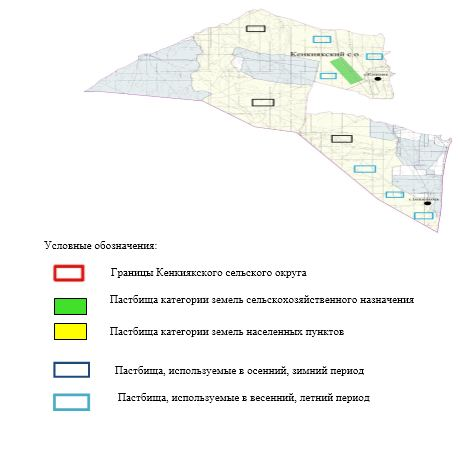 Кенкиякский с.о.
Условные обозначения:
Границы Кенкиякского сельского округа
Пастбища категории земель сельскохозяйственного назначения
Пастбища категории земель населенных пунктов
Пастбища, используемые в осенний, зимний период
Пастбища, используемые в весенний, летний период